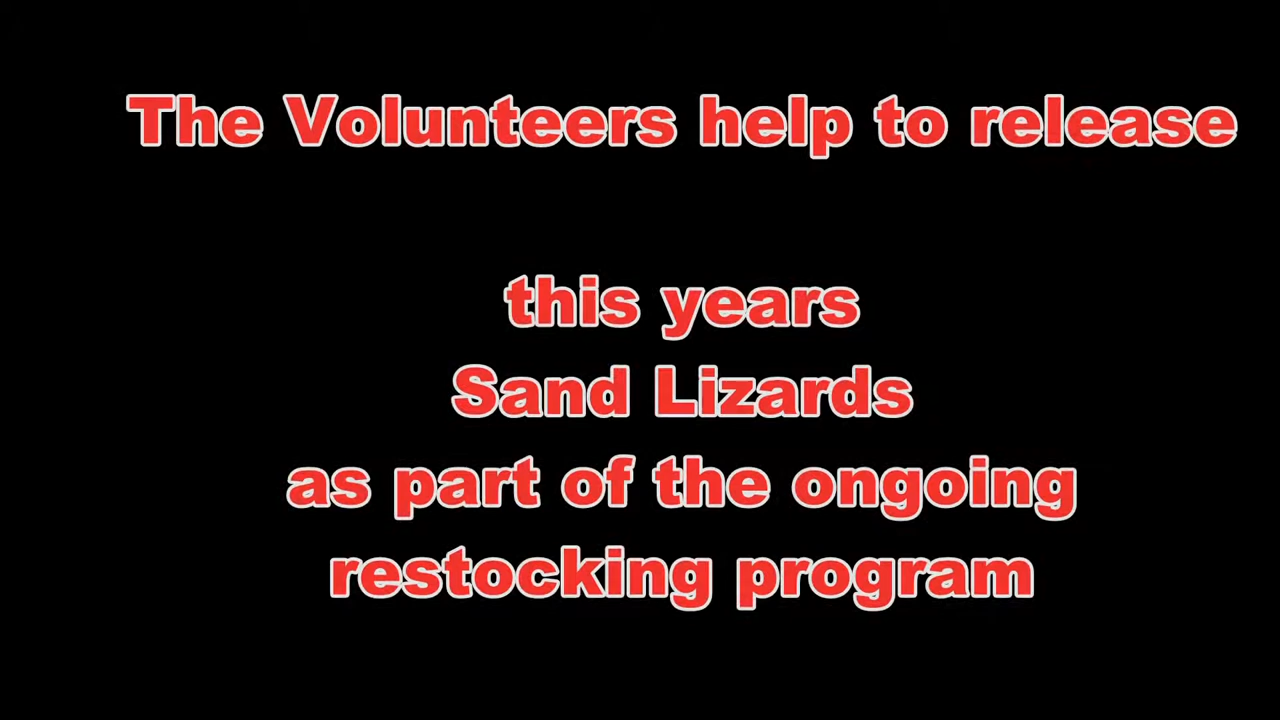 The Volunteers help to release
this years
Sand Lizards
as part of the ongoing
restocking program